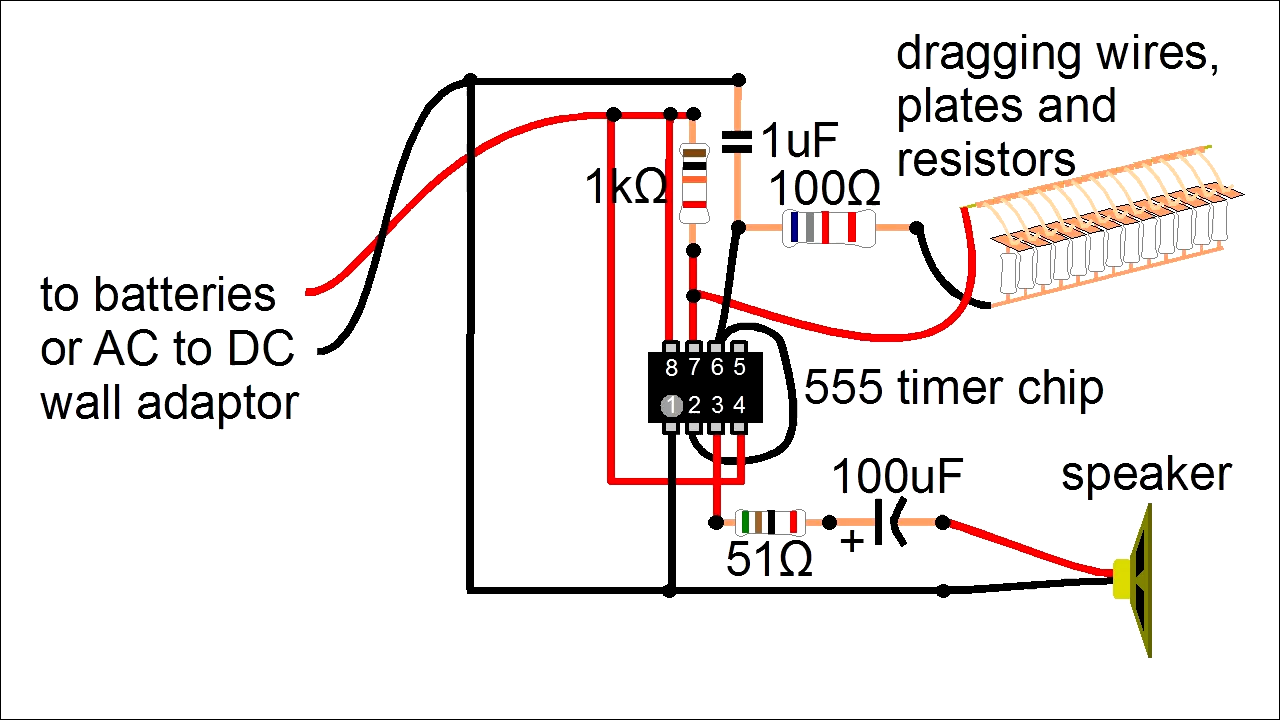 dragging wires,
plates and
resistors
1uF
1kΩ
100Ω
to batteries
or AC to DC
wall adaptor
8 7 6 5
1 2 3 4
555 timer chip
100uF
speaker
+
51Ω